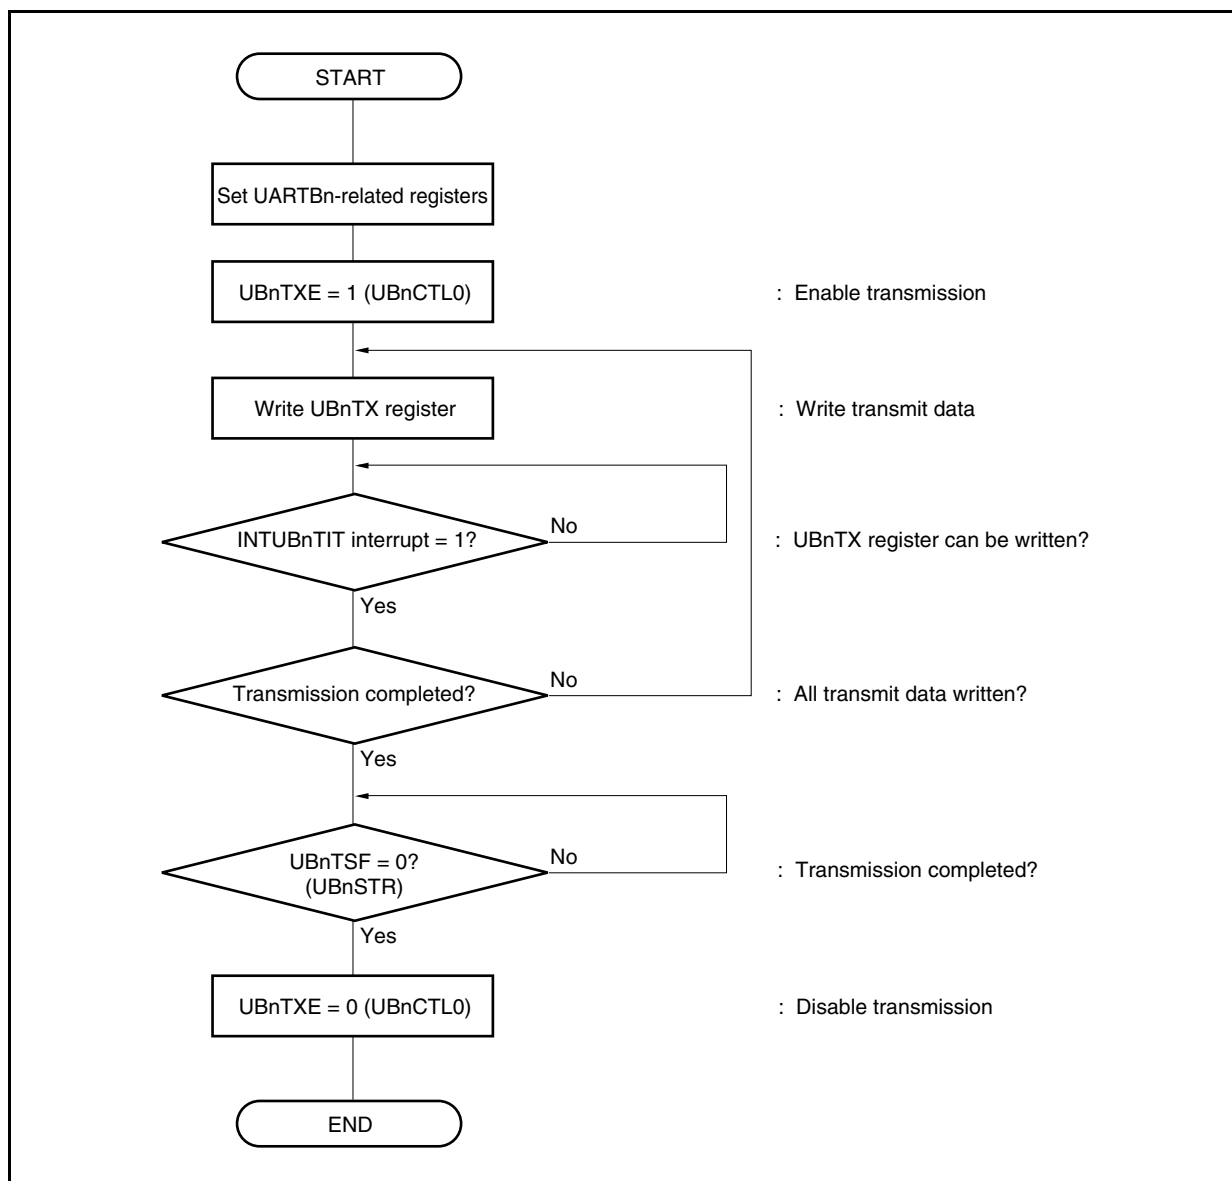 START
Set UARTBn-related registers
UBnTXE = 1 (UBnCTL0)
: Enable transmission
Write UBnTX register
: Write transmit data
INTUBnTIT interrupt = 1?
No
: UBnTX register can be written?
Yes
Transmission completed?
No
: All transmit data written?
Yes
UBnTSF = 0?
(UBnSTR)
No
: Transmission completed?
Yes
UBnTXE = 0 (UBnCTL0)
: Disable transmission
END